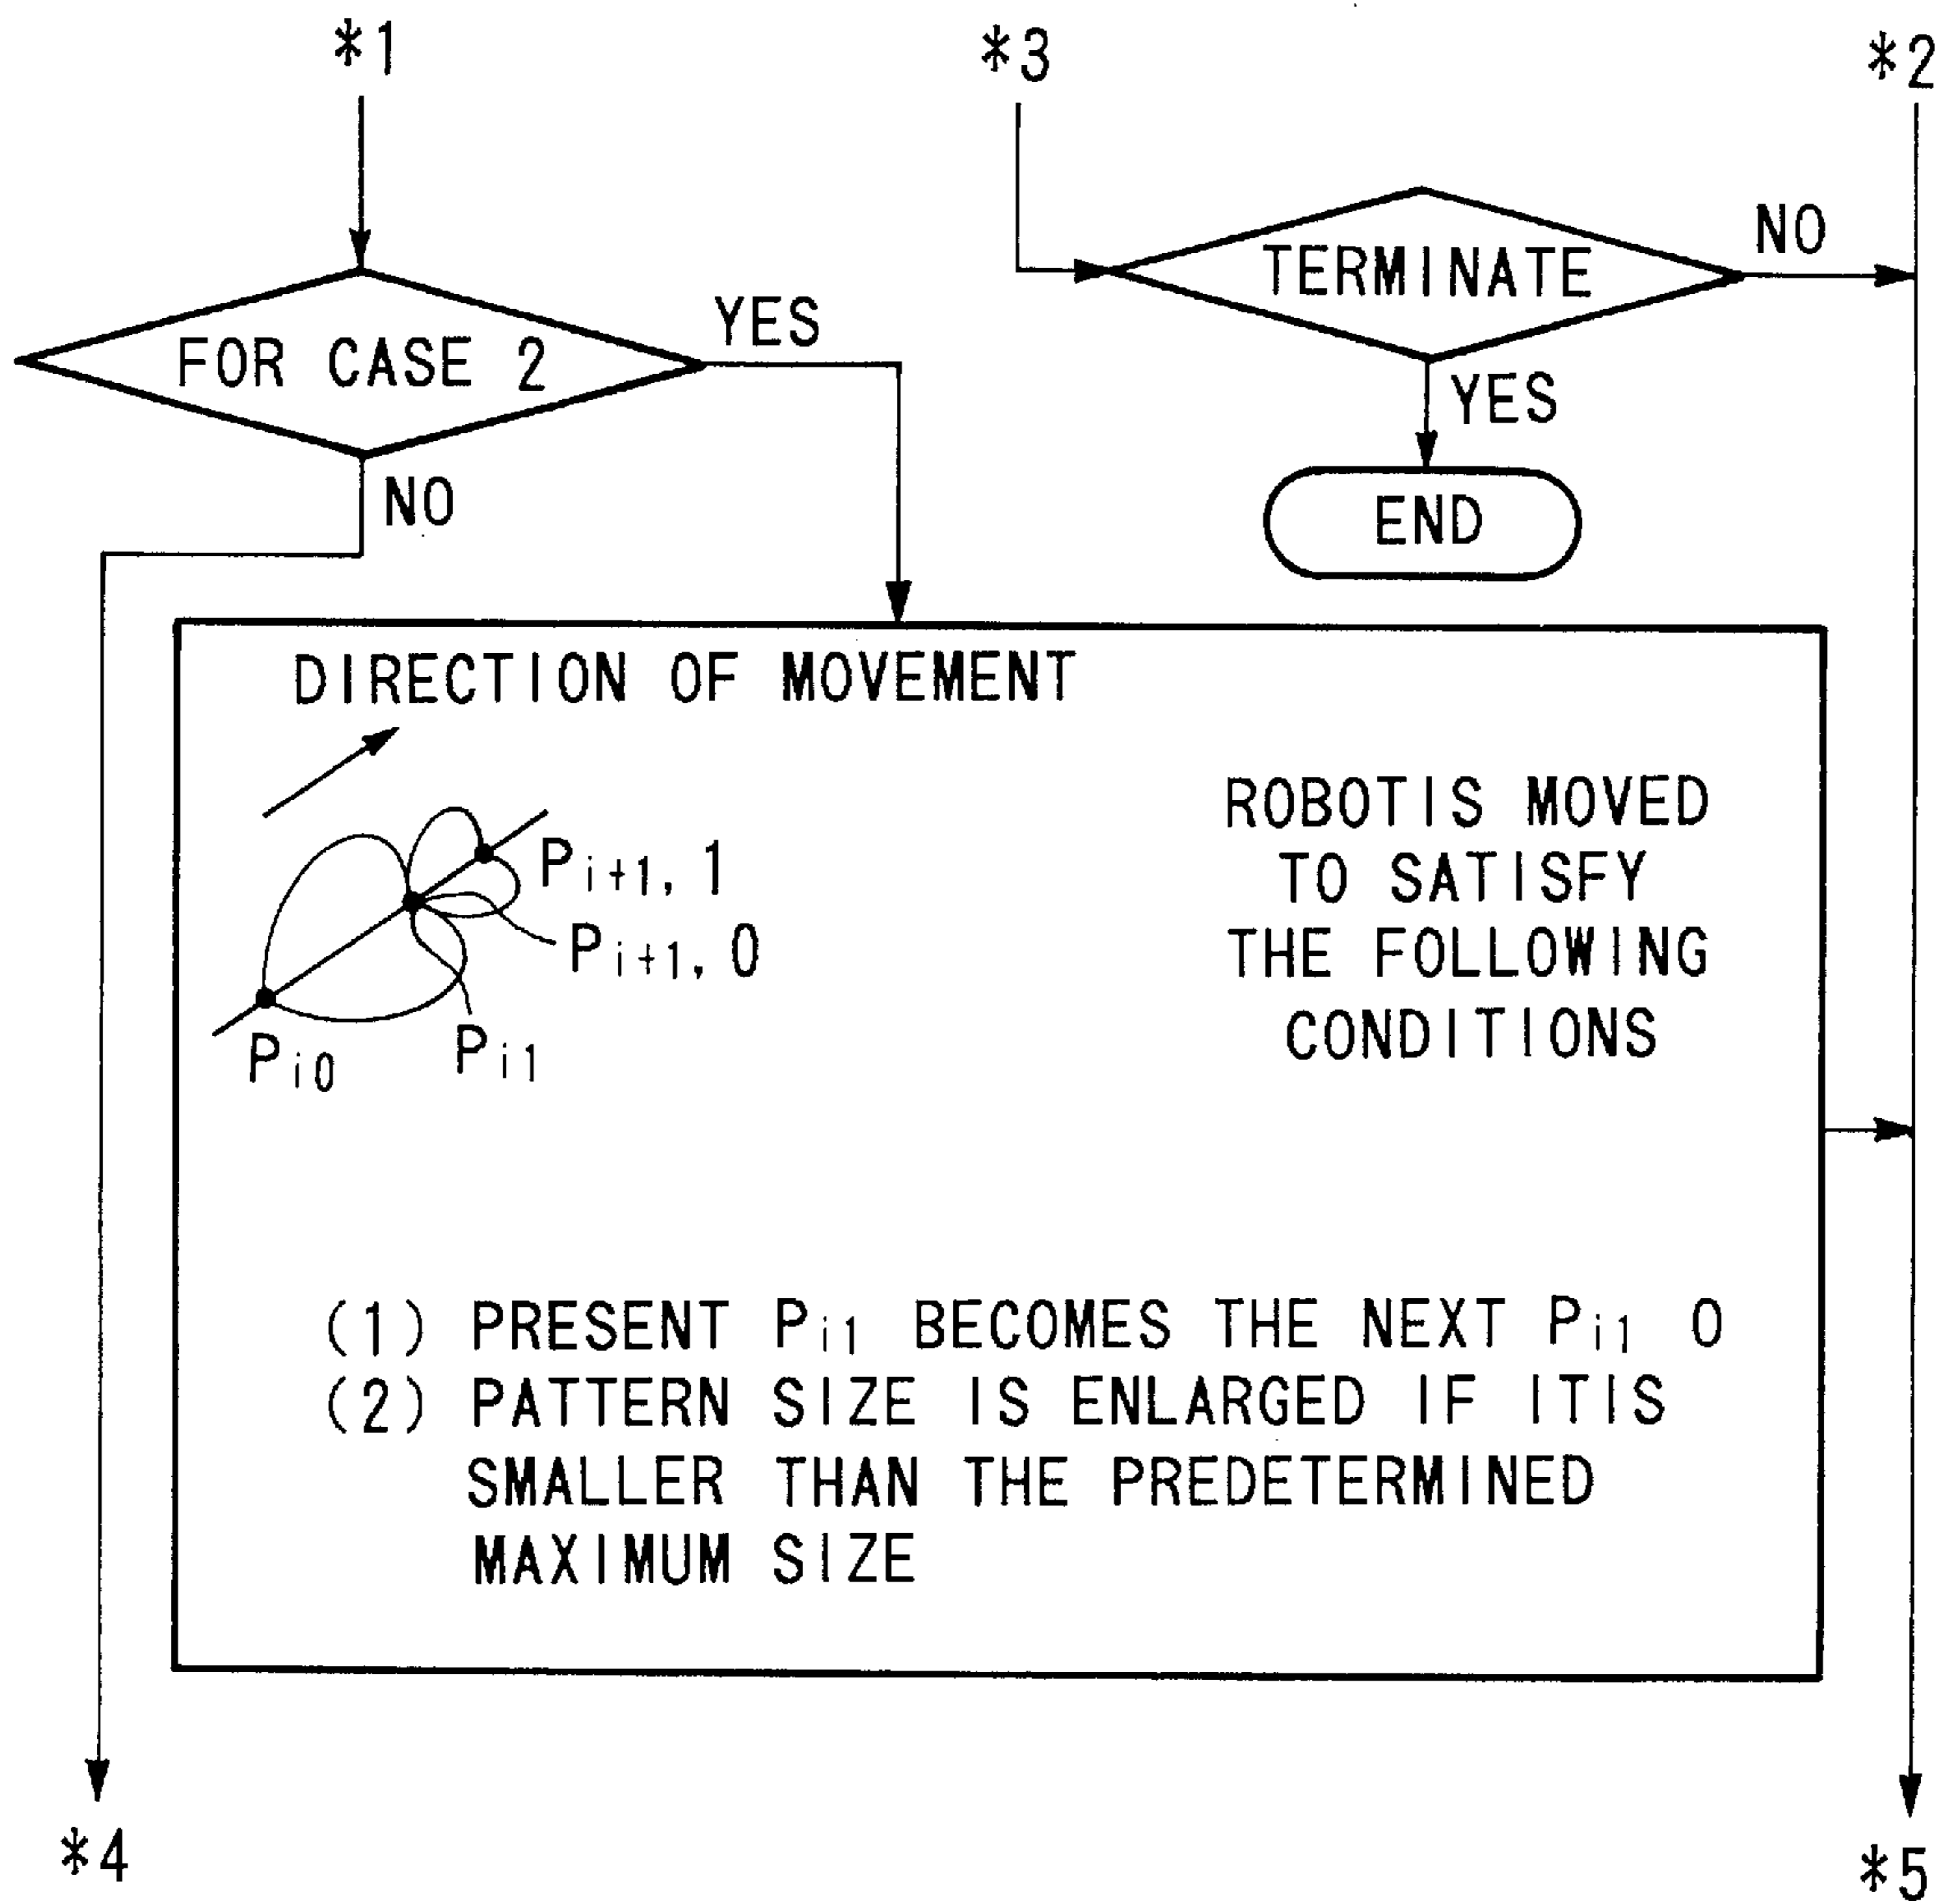 *1
*3
*2
NO
TERMINATE
YES
FOR CASE 2
YES
NO
END
DIRECTION OF MOVEMENT
Pi+1, 1
Pi+1, 0
Pi0
Pi1
ROBOTIS MOVED
TO SATISFY
THE FOLLOWING
CONDITIONS
(1) PRESENT Pi1 BECOMES THE NEXT Pi1 0
(2) PATTERN SIZE IS ENLARGED IF ITIS
SMALLER THAN THE PREDETERMINED
MAXIMUM SIZE
*4
*5